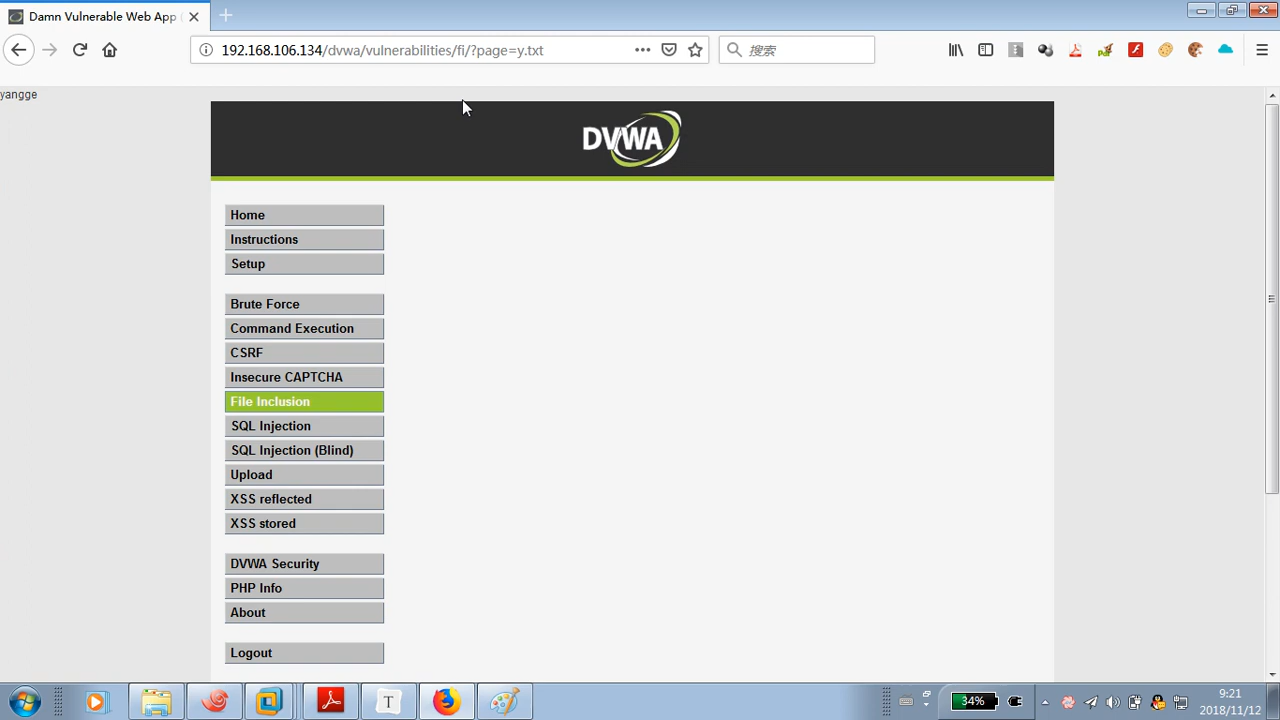 Damn Vulnerable Web App (
192.168.106.134/dvwa/vulnerabilities/fi/?page=y.txt
搜索
yangge
DVWA
Home
Instructions
Setup
Brute Force
Command Execution
CSRF
Insecure CAPTCHA
File Inclusion
SQL Injection
SQL Injection (Blind)
Upload
XSS reflected
XSS stored
DVWA Security
PHP Info
About
Logout
T
34%
9:21
2018/11/12